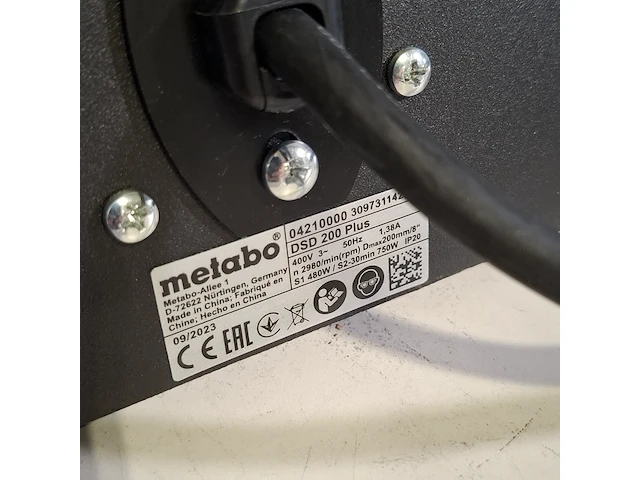 metabo®
Metabo-Allee 1
D-72622 Nürtingen, Germany
Made in China; Fabriqué en
Chine; Hecho en China
09/2023
CE EAC
04210000 309731142
DSD 200 Plus
400V 3~ 50Hz 1,38A
n 2980/min(rpm) Dmax200mm/8"
S1 480W / S2-30min 750W IP20